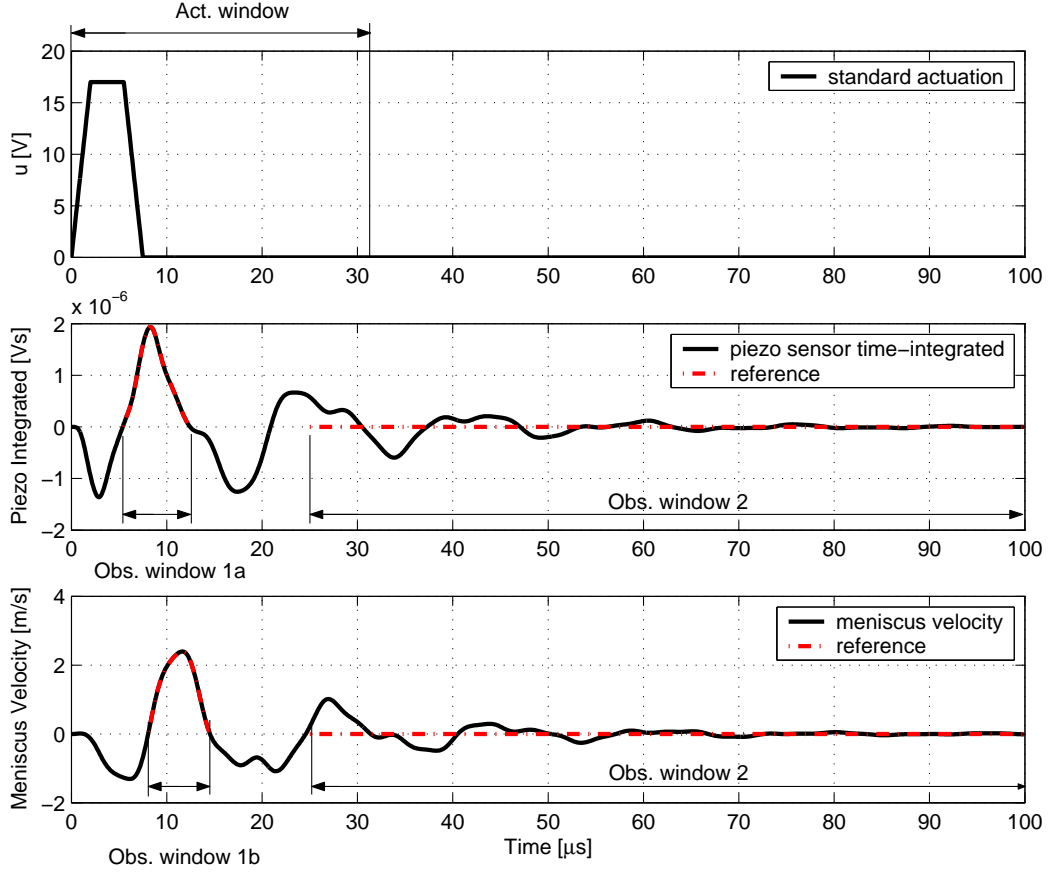 Act. window
20
15
10
5
0
u [V]
standard actuation
0 10 20 30 40 50 60 70 80 90 100
x 10−6
2
1
0
−1
−2
Piezo Integrated [Vs]
piezo sensor time−integrated
reference
Obs. window 2
0 10 20 30 40 50 60 70 80 90 100
Obs. window 1a
4
2
0
−2
Meniscus Velocity [m/s]
meniscus velocity
reference
Obs. window 2
0 10 20 30 40 50 60 70 80 90 100
Time [μs]
Obs. window 1b